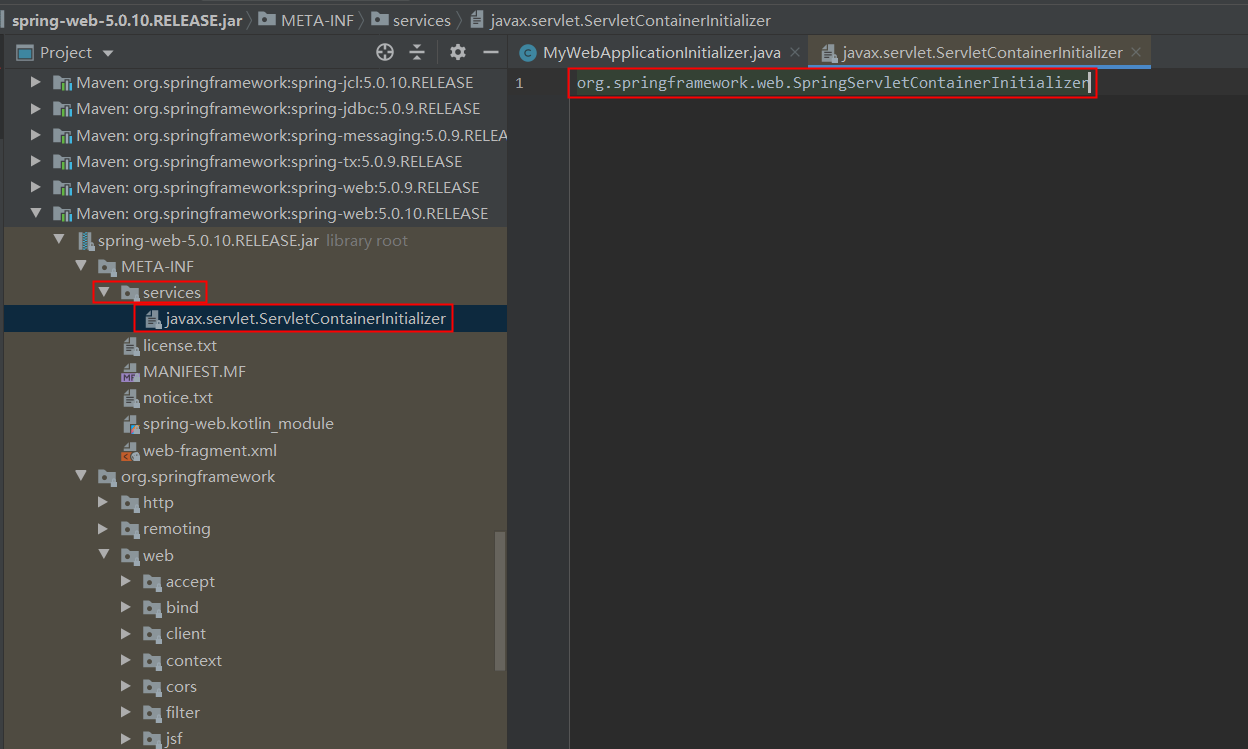 spring-web-5.0.10.RELEASE.jar META-INF services javax.servlet.ServletContainerInitializer
Project
MyWebApplicationInitializer.java javax.servlet.ServletContainerInitializer
Maven: org.springframework:spring-jcl:5.0.10.RELEASE
Maven: org.springframework:spring-jdbc:5.0.9.RELEASE
Maven: org.springframework:spring-messaging:5.0.9.RELEA
Maven: org.springframework:spring-tx:5.0.9.RELEASE
Maven: org.springframework:spring-web:5.0.9.RELEASE
Maven: org.springframework:spring-web:5.0.10.RELEASE
spring-web-5.0.10.RELEASE.jar library root
META-INF
services
javax.servlet.ServletContainerInitializer
license.txt
MANIFEST.MF
notice.txt
spring-web.kotlin_module
web-fragment.xml
org.springframework
http
remoting
web
accept
bind
client
context
cors
filter
jsf
1 org.springframework.web.SpringServletContainerInitializer